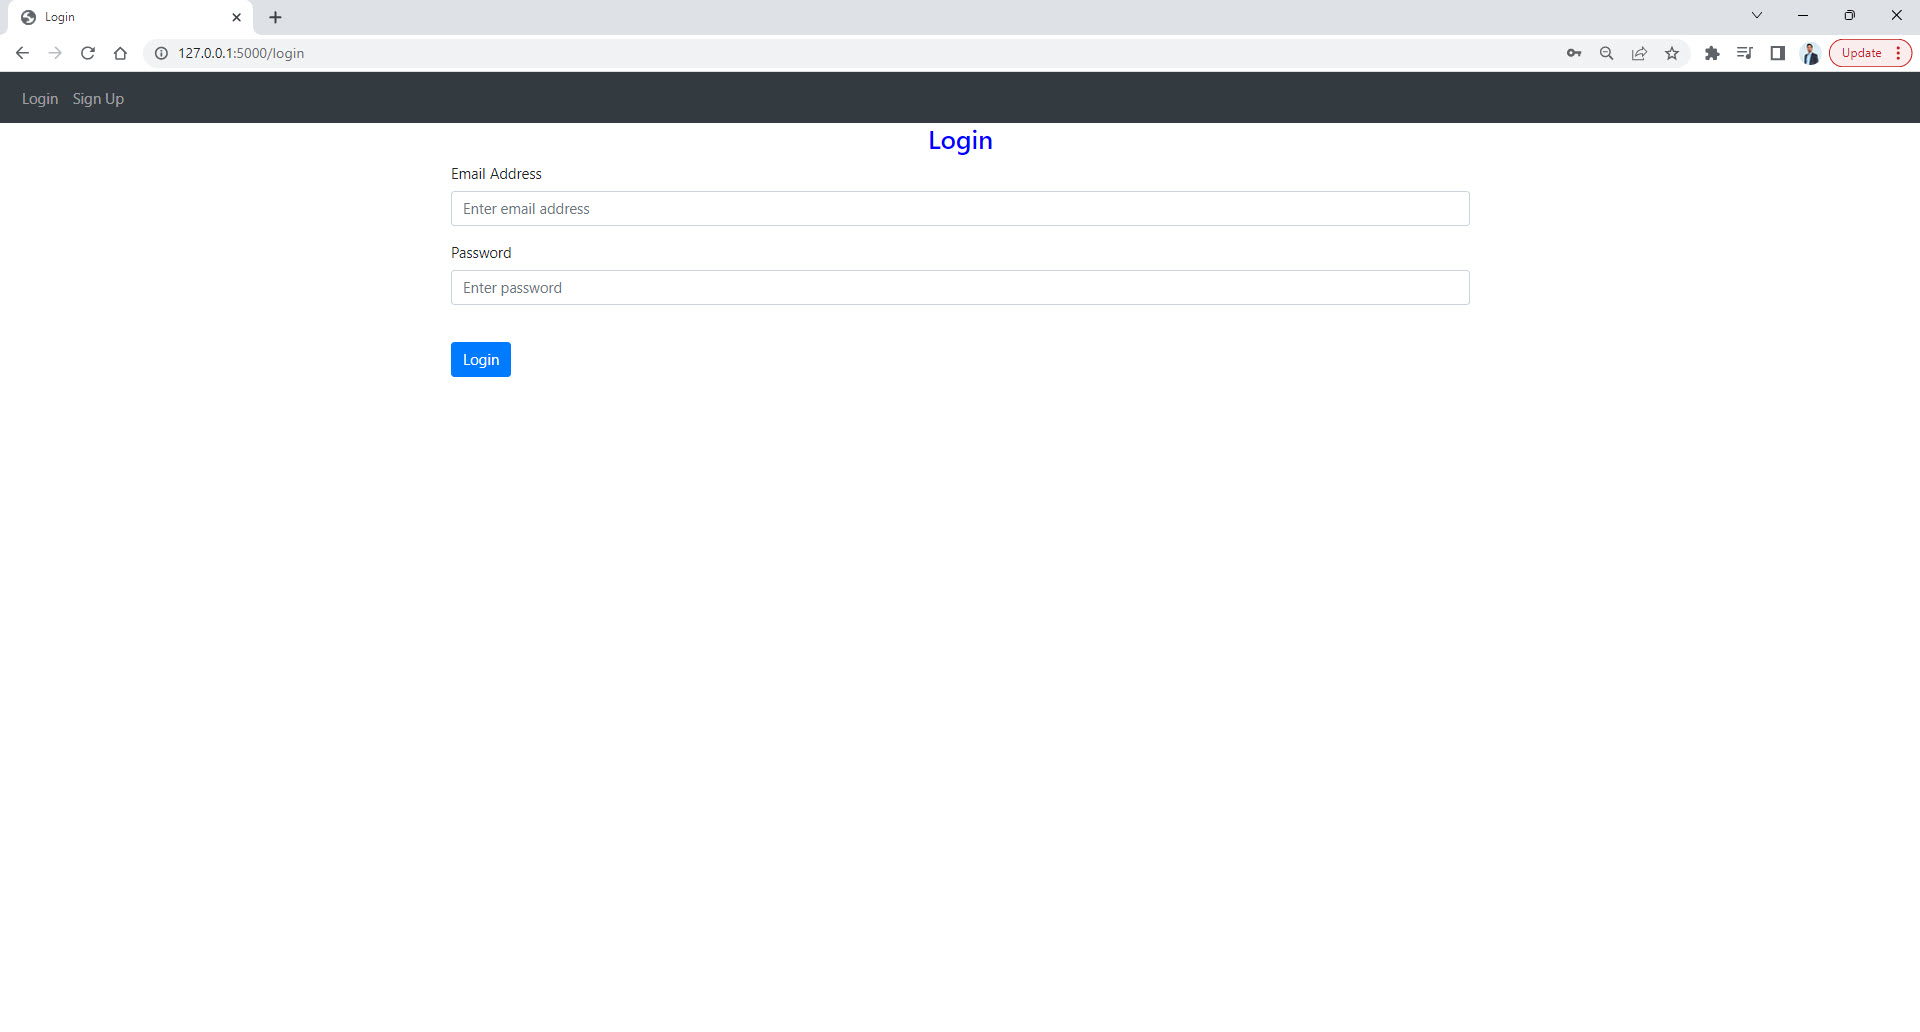 Login
127.0.0.1:5000/login
Update
Login Sign Up
Login
Email Address
Enter email address
Password
Enter password
Login